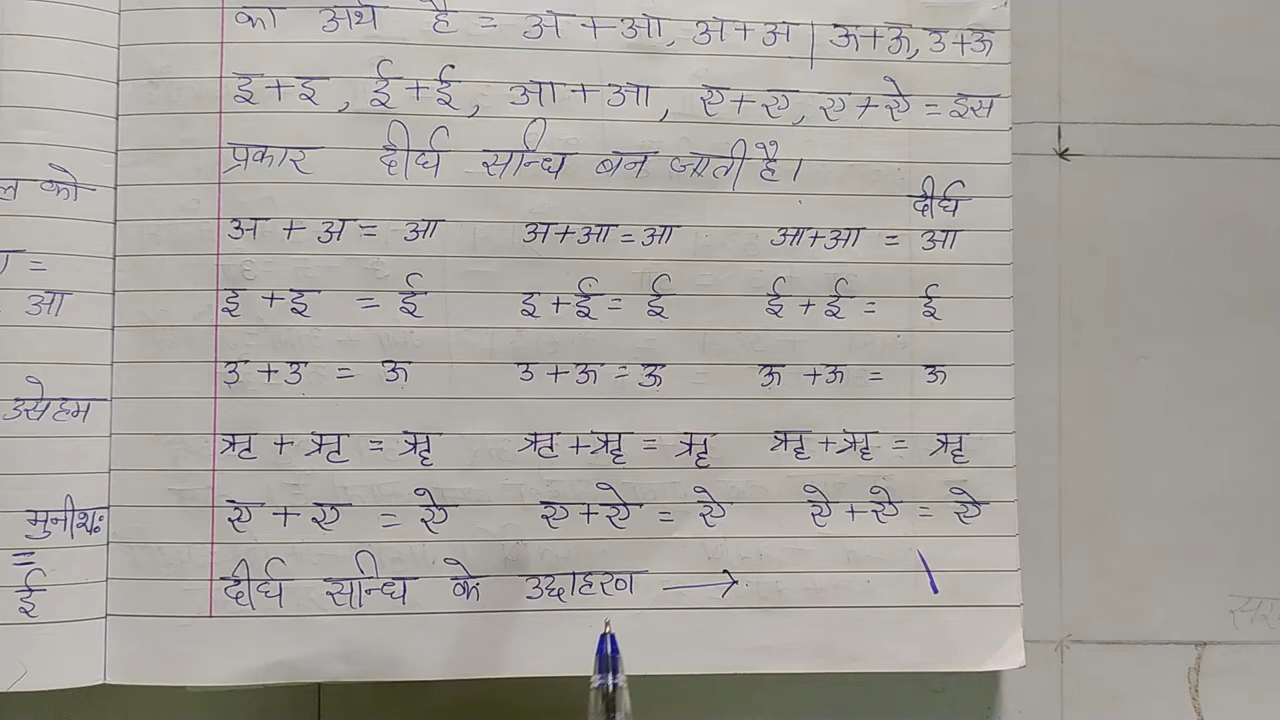 का अर्थ है = अ + आ, अ + अ | ऊ + ऊ, उ + ऊ
इ + इ, ई + ई, आ + आ, ए + ए, ए + ऐ = इस
प्रकार दीर्घ सन्धि बन जाती है।
दीर्घ
अ + अ = आ अ + आ = आ आ + आ = आ
इ + इ = ई इ + ई = ई ई + ई = ई
उ + उ = ऊ उ + ऊ = ऊ ऊ + ऊ = ऊ
ऋ + ऋ = ॠ ऋ + ॠ = ॠ ॠ + ॠ = ॠ
ए + ए = ऐ ए + ऐ = ऐ ऐ + ऐ = ऐ
दीर्घ सन्धि के उद्दाहरण →
ल को
=
आ
उसे हम
मुनीशः
=
ई